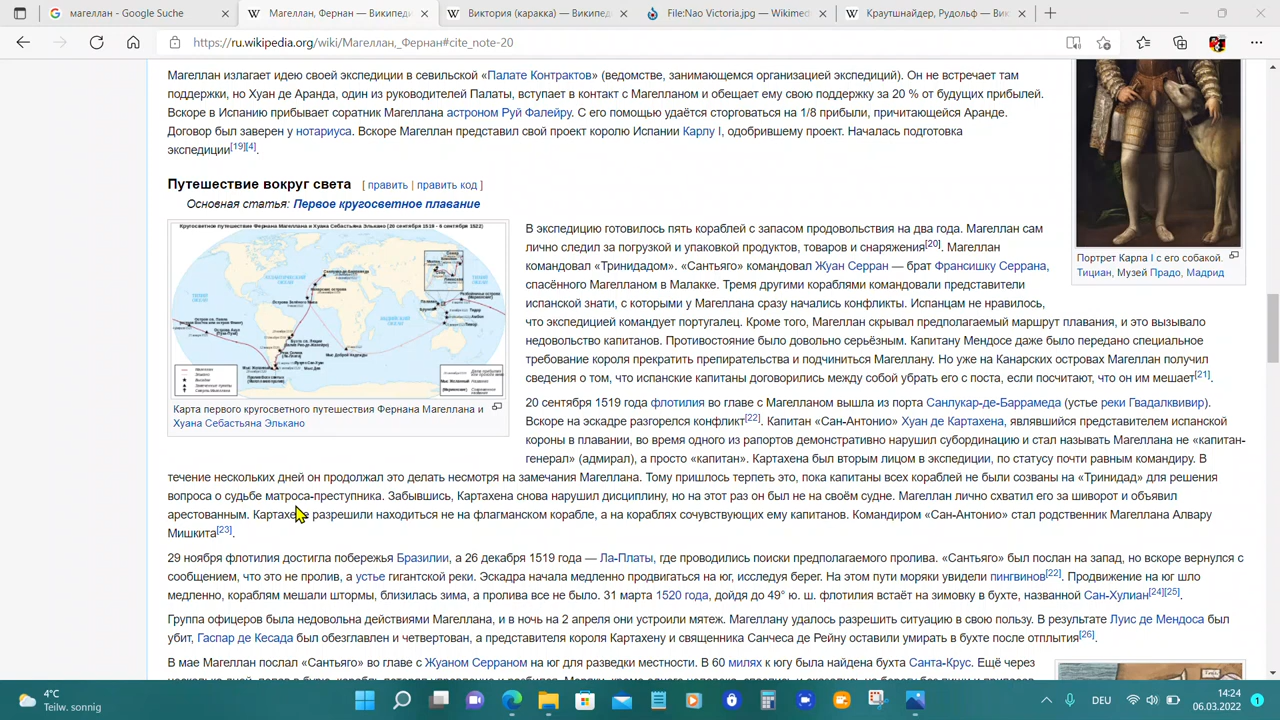 магеллан - Google Suche
Магеллан, Фернан — Википеди
Виктория (каракка) — Википед
File:Nao Victoria.jpg — Wikimed
Краутшнайдер, Рудольф — Вик
https://ru.wikipedia.org/wiki/Магеллан,_Фернан#cite_note-20
Магеллан излагает идею своей экспедиции в севильской «Палате Контрактов» (ведомстве, занимающемся организацией экспедиций). Он не встречает там
поддержки, но Хуан де Аранда, один из руководителей Палаты, вступает в контакт с Магелланом и обещает ему свою поддержку за 20 % от будущих прибылей.
Вскоре в Испанию прибывает соратник Магеллана астроном Руй Фалейру. С его помощью удаётся сторговаться на 1/8 прибыли, причитающейся Аранде.
Договор был заверен у нотариуса. Вскоре Магеллан представил свой проект королю Испании Карлу I, одобрившему проект. Началась подготовка
экспедиции[19][4].
Путешествие вокруг света [ править | править код ]
Основная статья: Первое кругосветное плавание
Кругосветное путешествие Фернана Магеллана и Хуана Себастьяна Элькано (20 сентября 1519 - 6 сентября 1522)
Карта первого кругосветного путешествия Фернана Магеллана и
Хуана Себастьяна Элькано
Портрет Карла I с его собакой.
Тициан, Музей Прадо, Мадрид
В экспедицию готовилось пять кораблей с запасом продовольствия на два года. Магеллан сам
лично следил за погрузкой и упаковкой продуктов, товаров и снаряжения[20]. Магеллан
командовал «Тринидадом». «Сантьяго» командовал Жуан Серран — брат Франсишку Серрана,
спасённого Магелланом в Малакке. Тремя другими кораблями командовали представители
испанской знати, с которыми у Магеллана сразу начались конфликты. Испанцам не нравилось,
что экспедицией командует португалец. Кроме того, Магеллан скрывал предполагаемый маршрут плавания, и это вызывало
недовольство капитанов. Противостояние было довольно серьёзным. Капитану Мендосе даже было передано специальное
требование короля прекратить препирательства и подчиниться Магеллану. Но уже на Канарских островах Магеллан получил
сведения о том, что испанские капитаны договорились между собой убрать его с поста, если посчитают, что он им мешает[21].
20 сентября 1519 года флотилия во главе с Магелланом вышла из порта Санлукар-де-Баррамеда (устье реки Гвадалквивир).
Вскоре на эскадре разгорелся конфликт[22]. Капитан «Сан-Антонио» Хуан де Картахена, являвшийся представителем испанской
короны в плавании, во время одного из рапортов демонстративно нарушил субординацию и стал называть Магеллана не «капитан-
генерал» (адмирал), а просто «капитан». Картахена был вторым лицом в экспедиции, по статусу почти равным командиру. В
течение нескольких дней он продолжал это делать несмотря на замечания Магеллана. Тому пришлось терпеть это, пока капитаны всех кораблей не были созваны на «Тринидад» для решения
вопроса о судьбе матроса-преступника. Забывшись, Картахена снова нарушил дисциплину, но на этот раз он был не на своём судне. Магеллан лично схватил его за шиворот и объявил
арестованным. Картахене разрешили находиться не на флагманском корабле, а на кораблях сочувствующих ему капитанов. Командиром «Сан-Антонио» стал родственник Магеллана Алвару
Мишкита[23].
29 ноября флотилия достигла побережья Бразилии, а 26 декабря 1519 года — Ла-Платы, где проводились поиски предполагаемого пролива. «Сантьяго» был послан на запад, но вскоре вернулся с
сообщением, что это не пролив, а устье гигантской реки. Эскадра начала медленно продвигаться на юг, исследуя берег. На этом пути моряки увидели пингвинов[22]. Продвижение на юг шло
медленно, кораблям мешали штормы, близилась зима, а пролива все не было. 31 марта 1520 года, дойдя до 49° ю. ш. флотилия встаёт на зимовку в бухте, названной Сан-Хулиан[24][25].
Группа офицеров была недовольна действиями Магеллана, и в ночь на 2 апреля они устроили мятеж. Магеллану удалось разрешить ситуацию в свою пользу. В результате Луис де Мендоса был
убит, Гаспар де Кесада был обезглавлен и четвертован, а представителя короля Картахену и священника Санчеса де Рейну оставили умирать в бухте после отплытия[26].
В мае Магеллан послал «Сантьяго» во главе с Жуаном Серраном на юг для разведки местности. В 60 милях к югу была найдена бухта Санта-Крус. Ещё через
4°C
Teilw. sonnig
DEU
14:24
06.03.2022
1